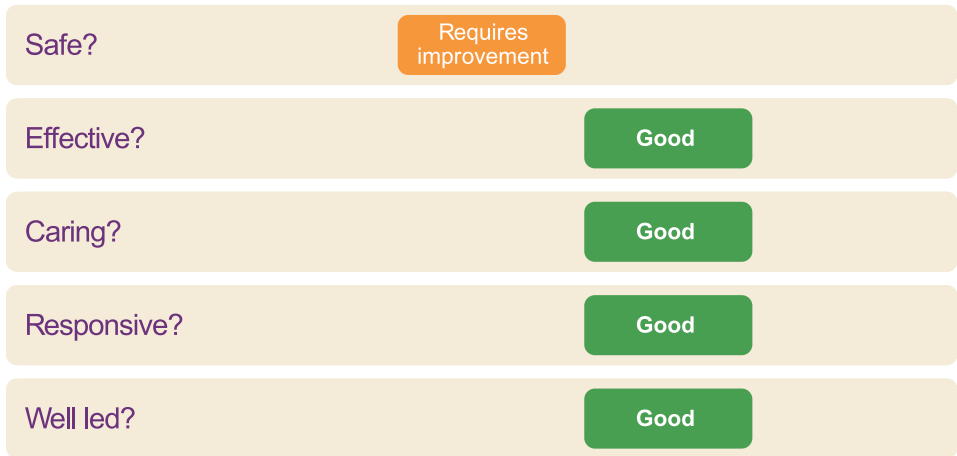 Safe?
Requires
improvement
Effective?
Good
Caring?
Good
Responsive?
Good
Well led?
Good